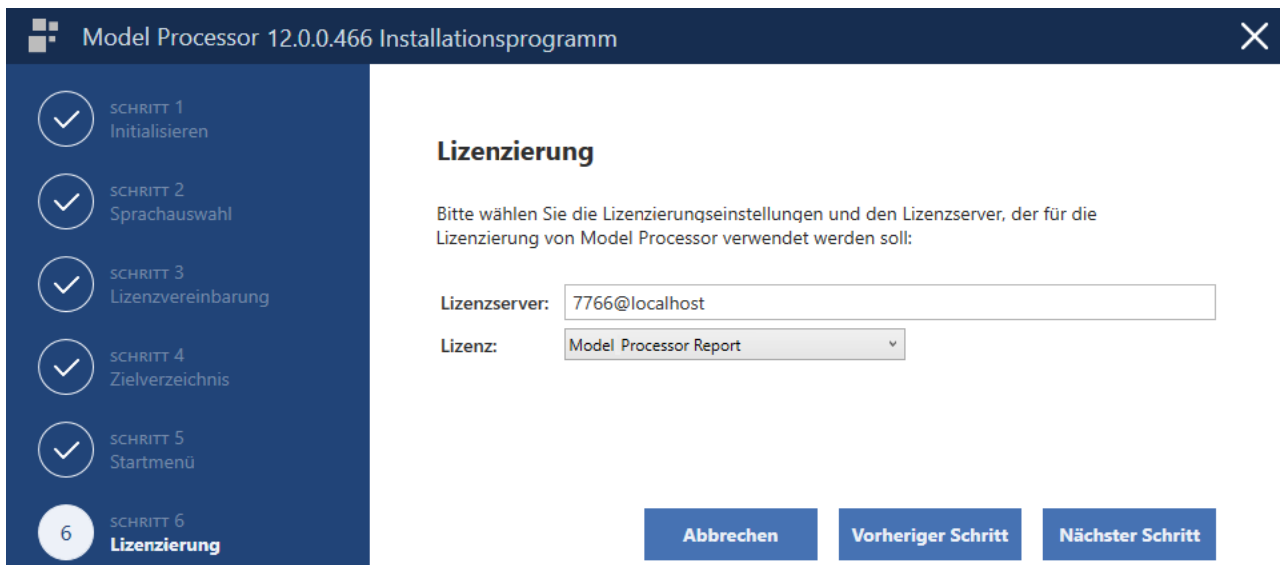 Model Processor 12.0.0.466 Installationsprogramm
SCHRITT 1
Initialisieren
SCHRITT 2
Sprachauswahl
SCHRITT 3
Lizenzvereinbarung
SCHRITT 4
Zielverzeichnis
SCHRITT 5
Startmenü
6
SCHRITT 6
Lizenzierung
Lizenzierung
Bitte wählen Sie die Lizenzierungseinstellungen und den Lizenzserver, der für die
Lizenzierung von Model Processor verwendet werden soll:
Lizenzserver: 7766@localhost
Lizenz: Model Processor Report
Abbrechen Vorheriger Schritt Nächster Schritt